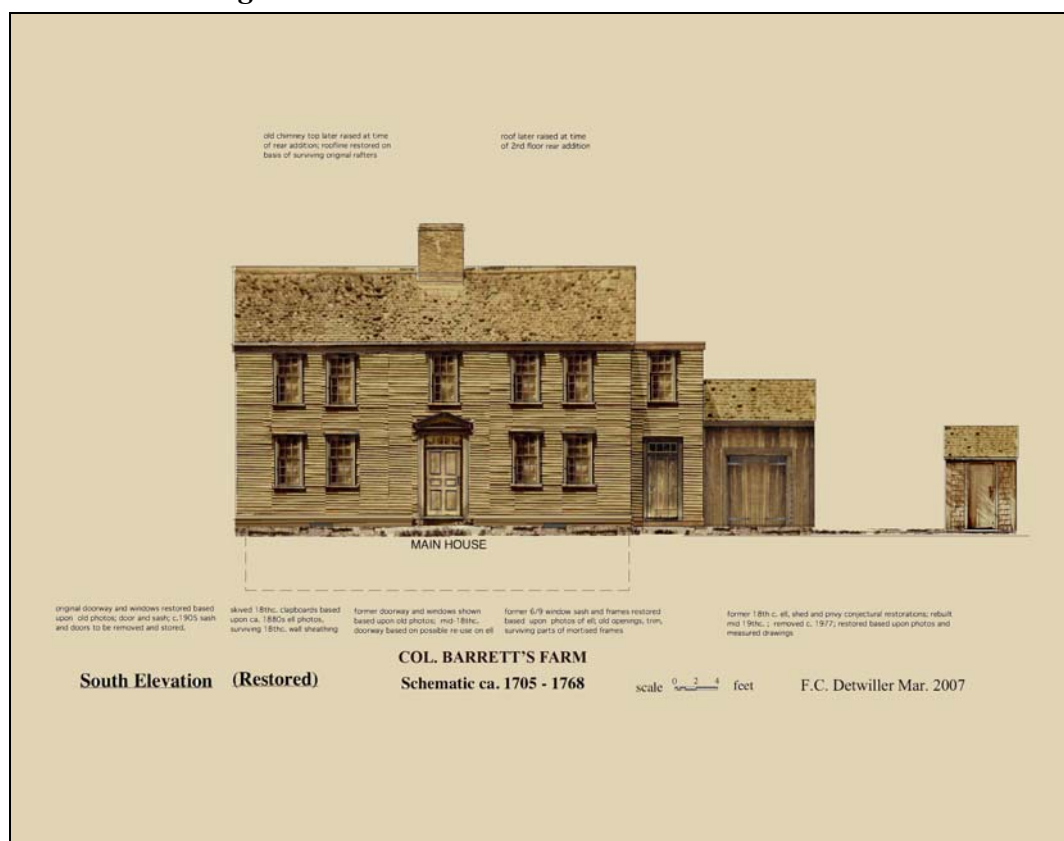 old chimney top later raised at time
of rear addition; roofline restored on
basis of surviving original rafters
roof later raised at time
of 2nd floor rear addition
MAIN HOUSE
original doorway and windows restored based
upon old photos; door and sash; c.1905 sash
and doors to be removed and stored.
skived 18thc. clapboards based
upon ca. 1880s ell photos,
surviving 18thc. wall sheathing
former doorway and windows shown
based upon old photos; mid-18thc.
doorway based on possible re-use on ell
former 6/9 window sash and frames restored
based upon photos of ell; old openings, trim,
surviving parts of mortised frames
former 18th c. ell, shed and privy conjectural restorations; rebuilt
mid 19thc. ; removed c. 1977; restored based upon photos and
measured drawings
COL. BARRETT'S FARM
South Elevation (Restored)
Schematic ca. 1705 - 1768
scale 0 2 4 feet
F.C. Detwiller Mar. 2007